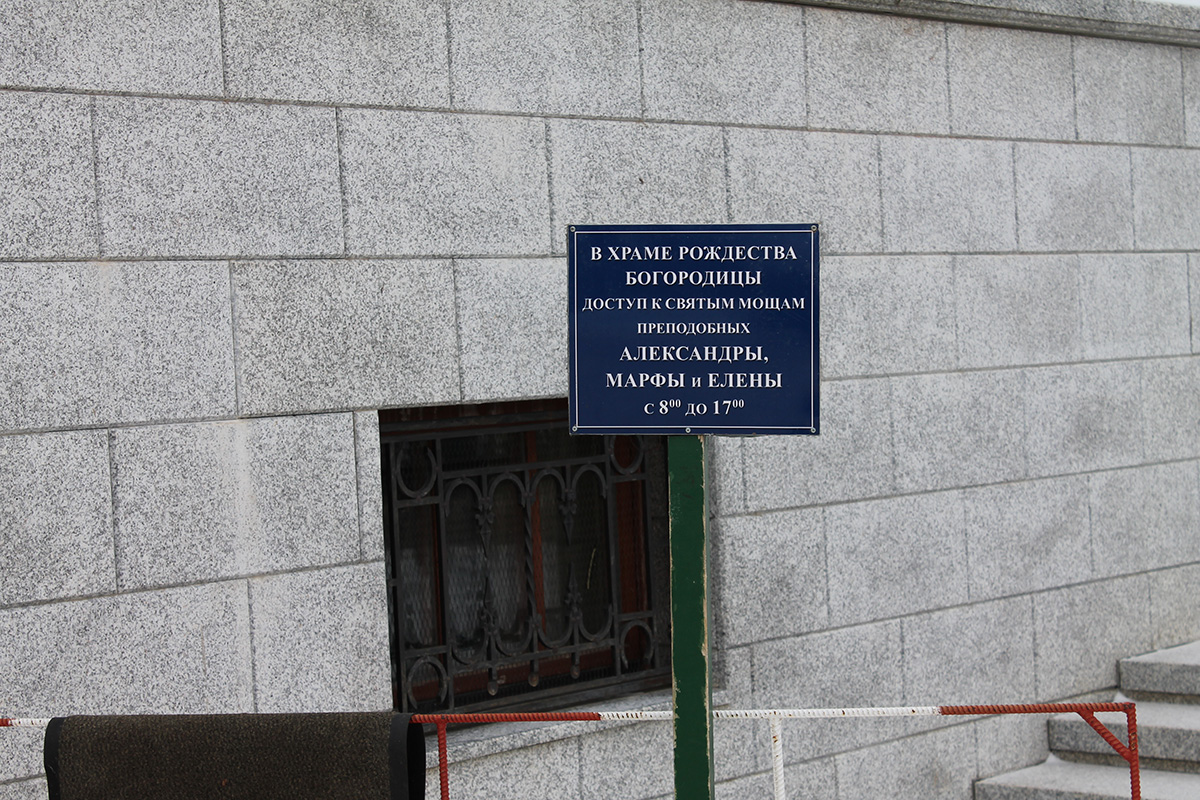 В ХРАМЕ РОЖДЕСТВА
БОГОРОДИЦЫ
ДОСТУП К СВЯТЫМ МОЩАМ
ПРЕПОДОБНЫХ
АЛЕКСАНДРЫ,
МАРФЫ и ЕЛЕНЫ
С 8⁰⁰ ДО 17⁰⁰